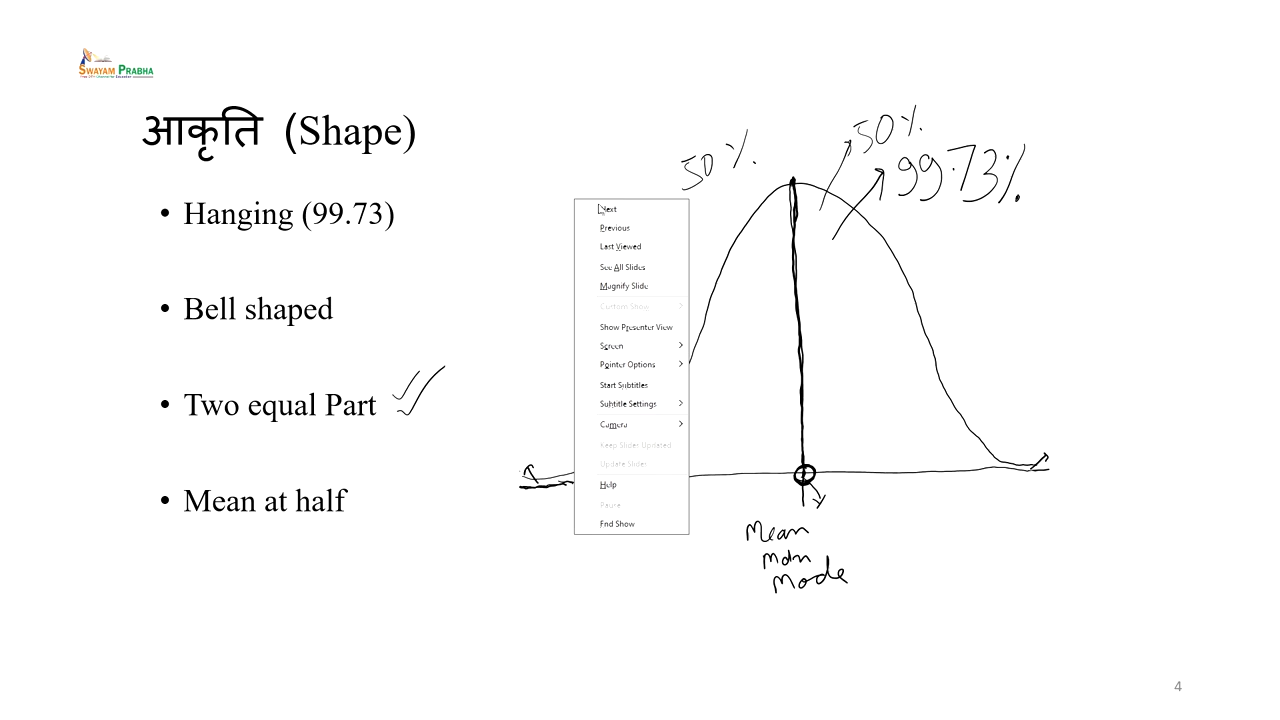 SWAYAM PRABHA
आकृति (Shape)
• Hanging (99.73)
• Bell shaped
• Two equal Part
• Mean at half
50%
50%
99.73%
Next
Previous
Last Viewed
See All Slides
Magnify Slide
Custom Show
Show Presenter View
Screen
Pointer Options
Start Subtitles
Subtitle Settings
Camera
Keep Slides Updated
Update Slides
Help
Pause
End Show
Mean
mdn
Mode
4